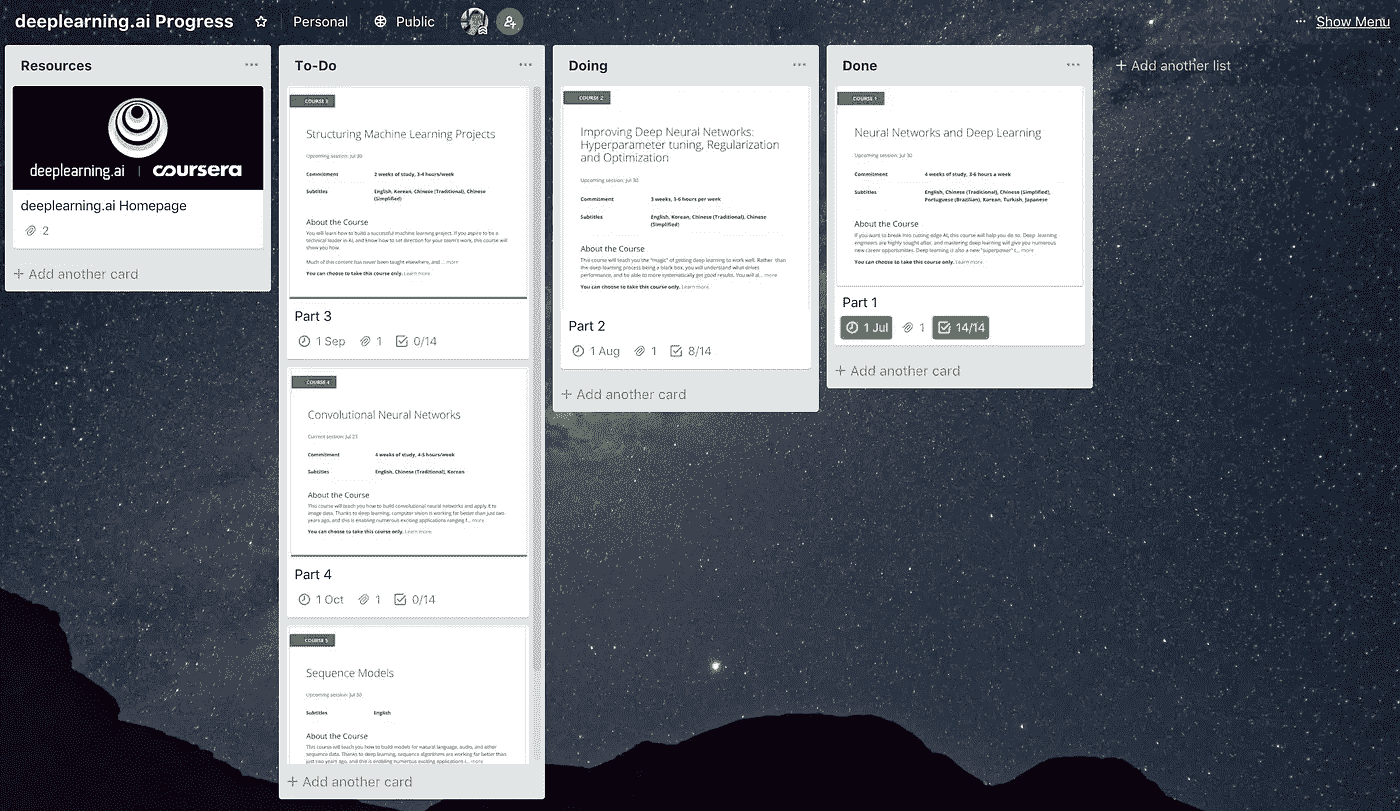 deeplearning.ai Progress
Personal
Public
Show Menu
Resources
deeplearning.ai | coursera
deeplearning.ai Homepage
2
+ Add another card
To-Do
COURSE 3
Structuring Machine Learning Projects
Upcoming session: Jul 30
Commitment 2 weeks of study, 3-4 hours/week
Subtitles English, Korean, Chinese (Traditional), Chinese
(Simplified)
About the Course
You will learn how to build a successful machine learning project. If you aspire to be a
technical leader in AI, and know how to set direction for your team's work, this course will
show you how.
Much of this content has never been taught elsewhere, and ... more
You can choose to take this course only. Learn more.
Part 3
1 Sep 1 0/14
COURSE 4
Convolutional Neural Networks
Current session: Jul 23
Commitment 4 weeks of study, 4-5 hours/week
Subtitles English, Chinese (Traditional), Korean
About the Course
This course will teach you how to build convolutional neural networks and apply it to
image data. Thanks to deep learning, computer vision is working far better than just two
years ago, and this is enabling numerous exciting applications ranging f... more
You can choose to take this course only. Learn more.
Part 4
1 Oct 1 0/14
COURSE 5
Sequence Models
Upcoming session: Jul 30
Subtitles English
About the Course
This course will teach you how to build models for natural language, audio, and other
sequence data. Thanks to deep learning, sequence algorithms are working far better than
just two years ago, and this is enabling numerous exciting applications i... more
+ Add another card
Doing
COURSE 2
Improving Deep Neural Networks:
Hyperparameter tuning, Regularization
and Optimization
Upcoming session: Jul 30
Commitment 3 weeks, 3-6 hours per week
Subtitles English, Korean, Chinese (Traditional), Chinese
(Simplified)
About the Course
This course will teach you the "magic" of getting deep learning to work well. Rather than
the deep learning process being a black box, you will understand what drives
performance, and be able to more systematically get good results. You will al... more
You can choose to take this course only. Learn more.
Part 2
1 Aug 1 8/14
+ Add another card
Done
COURSE 1
Neural Networks and Deep Learning
Upcoming session: Jul 30
Commitment 4 weeks of study, 3-6 hours a week
Subtitles English, Chinese (Traditional), Chinese (Simplified),
Portuguese (Brazilian), Korean, Turkish, Japanese
About the Course
If you want to break into cutting-edge AI, this course will help you do so. Deep learning
engineers are highly sought after, and mastering deep learning will give you numerous
new career opportunities. Deep learning is also a new "superpower" t... more
You can choose to take this course only. Learn more.
Part 1
1 Jul 1 14/14
+ Add another card
+ Add another list